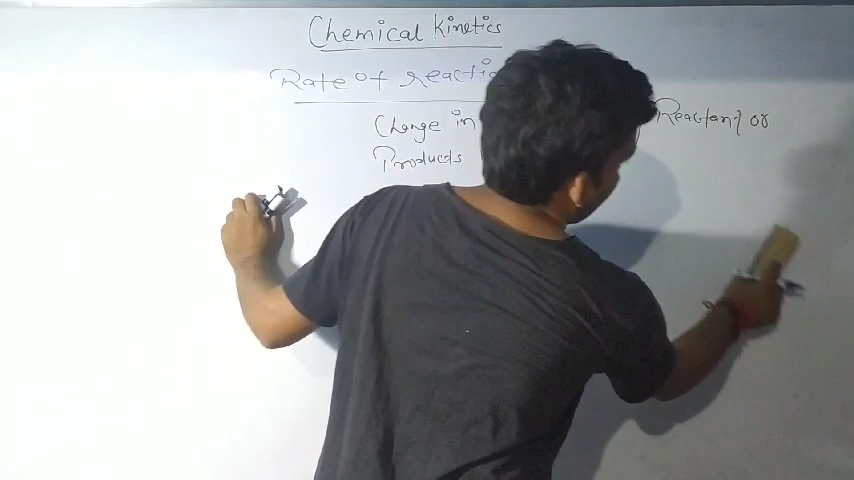 Chemical kinetics
Rate of reactio
Change in Reactant or
Products